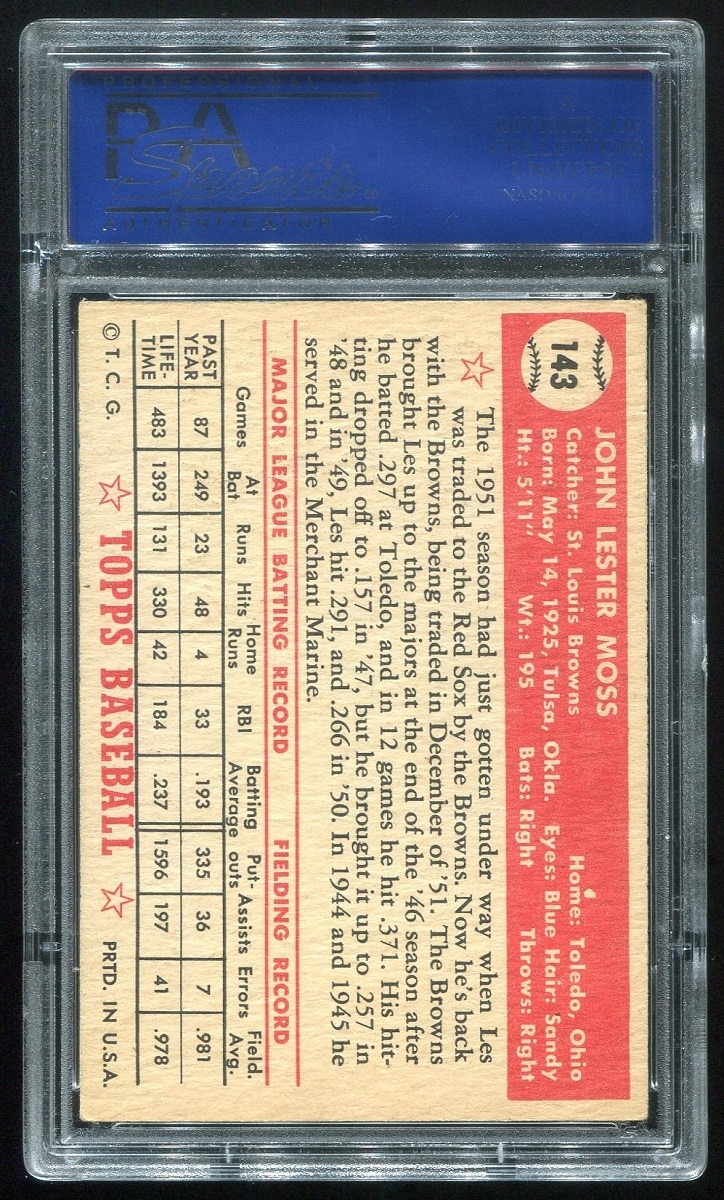 PROFESSIONAL
PSA
Sports
AUTHENTICATOR
A
DIVISION OF
COLLECTORS
UNIVERSE
143
JOHN LESTER MOSS
Catcher: St. Louis Browns Home: Toledo, Ohio
Born: May 14, 1925, Tulsa, Okla. Eyes: Blue Hair: Sandy
Ht.: 5'11" Wt.: 195 Bats: Right Throws: Right
The 1951 season had just gotten under way when Les
was traded to the Red Sox by the Browns. Now he's back
with the Browns, being traded in December of '51. The Browns
brought Les up to the majors at the end of the '46 season after
he batted .297 at Toledo, and in 12 games he hit .371. His hit-
ting dropped off to .157 in '47, but he brought it up to .257 in
'48 and in '49, Les hit .291, and .266 in '50. In 1944 and 1945 he
served in the Merchant Marine.
MAJOR LEAGUE BATTING RECORD FIELDING RECORD
Games At Bat Runs Hits Home Runs RBI Batting Average Put-outs Assists Errors Field. Avg.
PAST YEAR 87 249 23 48 4 33 .193 335 36 7 .981
LIFE-TIME 483 1393 131 330 42 184 .237 1596 197 41 .978
© T. C. G. TOPPS BASEBALL PRTD. IN U.S.A.